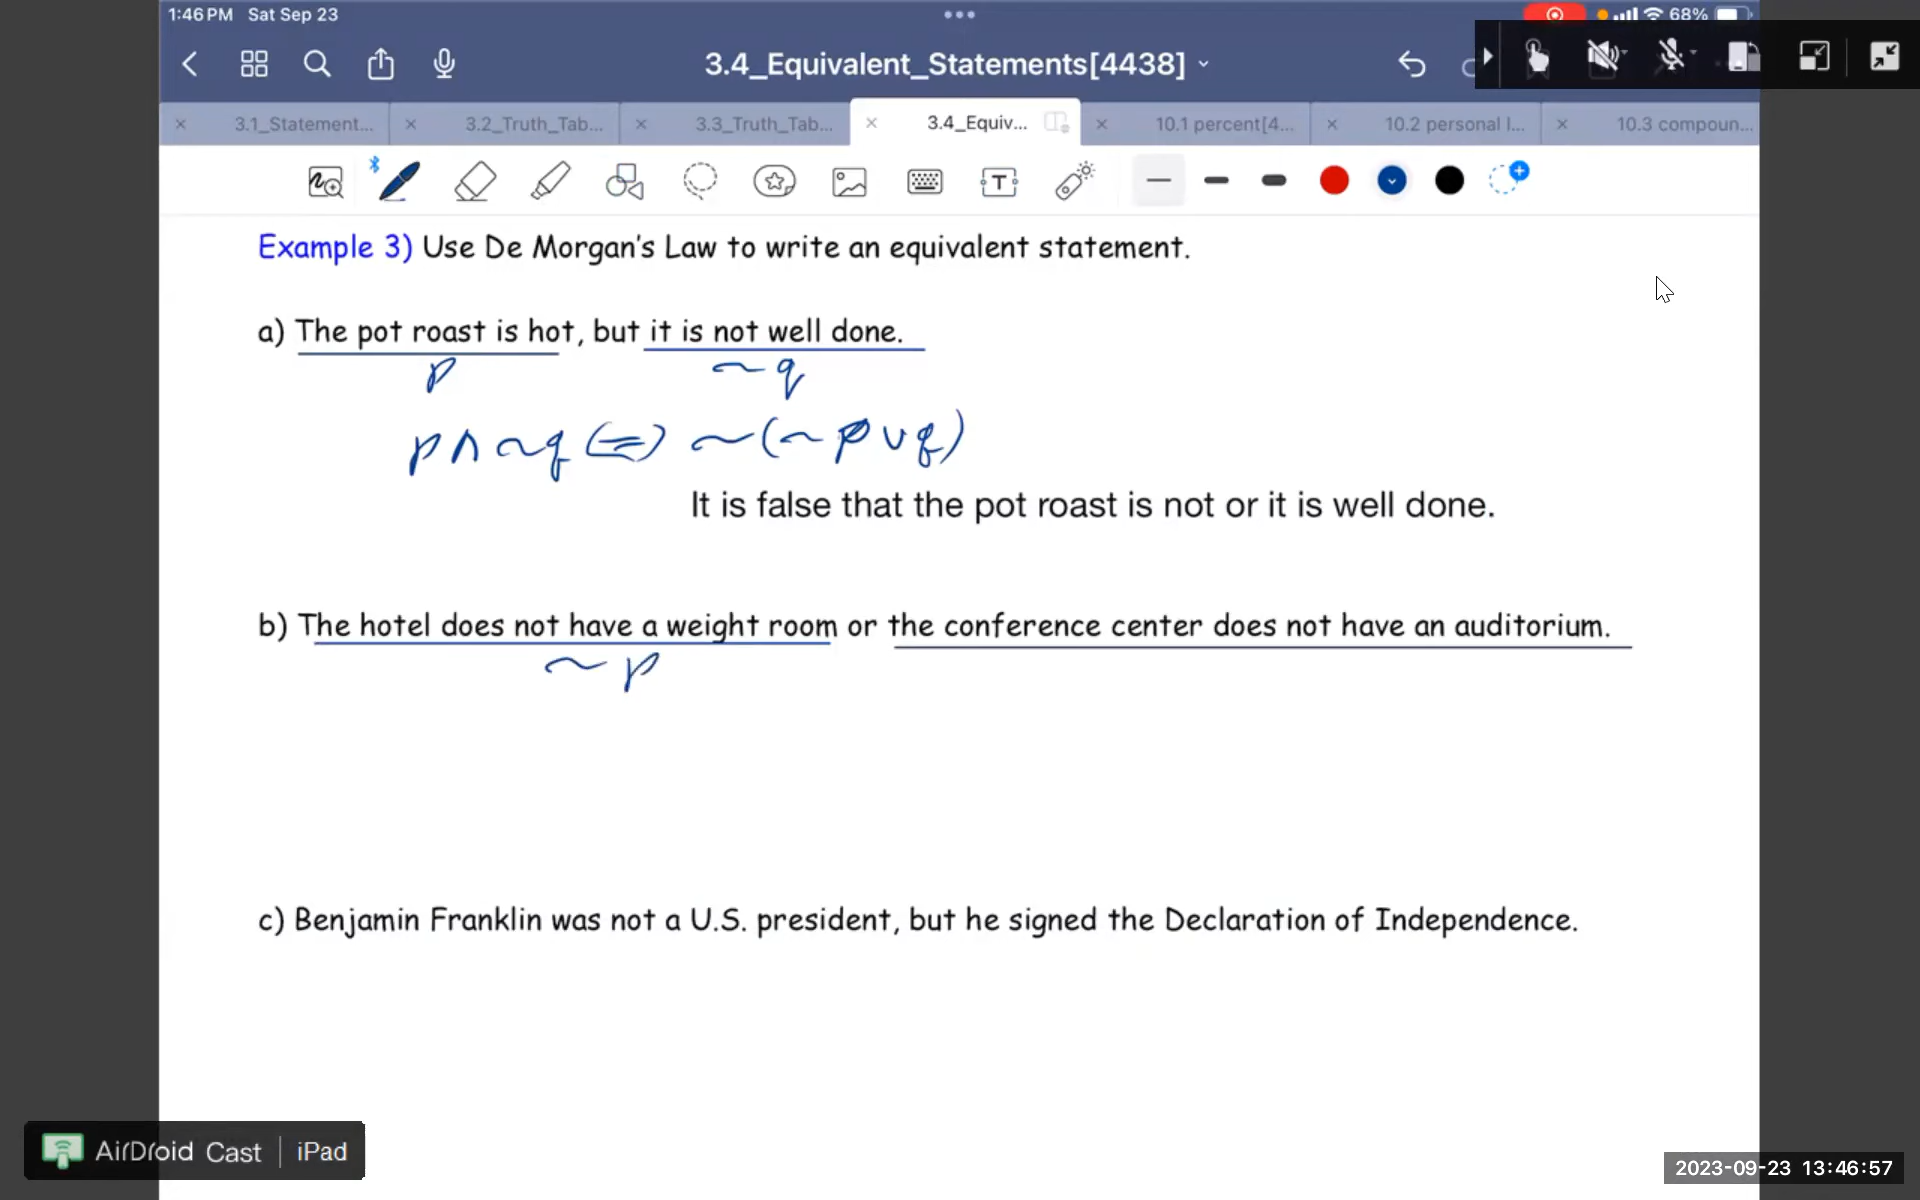 1:46 PM Sat Sep 23
68%
3.4_Equivalent_Statements[4438]
3.1_Statement... 3.2_Truth_Tab... 3.3_Truth_Tab... 3.4_Equiv... 10.1 percent[4... 10.2 personal l... 10.3 compoun...
Example 3) Use De Morgan's Law to write an equivalent statement.
a) The pot roast is hot, but it is not well done.
p ~q
p ∧ ~q (=) ~(~p ∨ q)
It is false that the pot roast is not or it is well done.
b) The hotel does not have a weight room or the conference center does not have an auditorium.
~p
c) Benjamin Franklin was not a U.S. president, but he signed the Declaration of Independence.
AirDroid Cast | iPad
2023-09-23 13:46:57